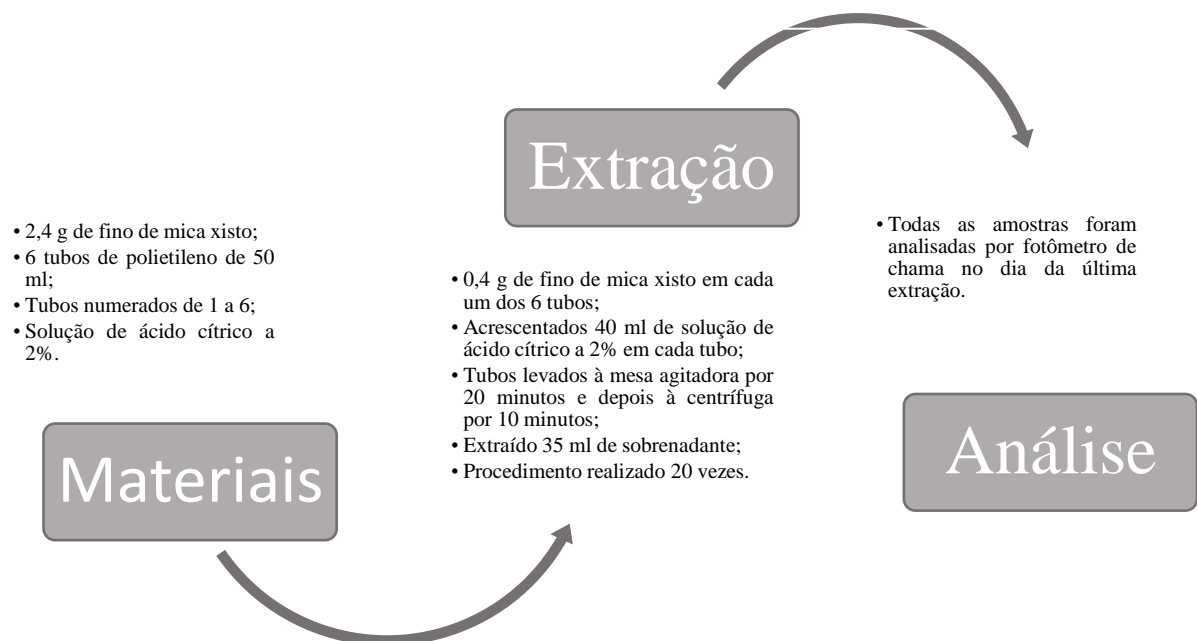 • 2,4 g de fino de mica xisto;
• 6 tubos de polietileno de 50
ml;
• Tubos numerados de 1 a 6;
• Solução de ácido cítrico a
2%.
Materiais
Extração
• 0,4 g de fino de mica xisto em cada
um dos 6 tubos;
• Acrescentados 40 ml de solução de
ácido cítrico a 2% em cada tubo;
• Tubos levados à mesa agitadora por
20 minutos e depois à centrífuga
por 10 minutos;
• Extraído 35 ml de sobrenadante;
• Procedimento realizado 20 vezes.
• Todas as amostras foram
analisadas por fotômetro de
chama no dia da última
extração.
Análise